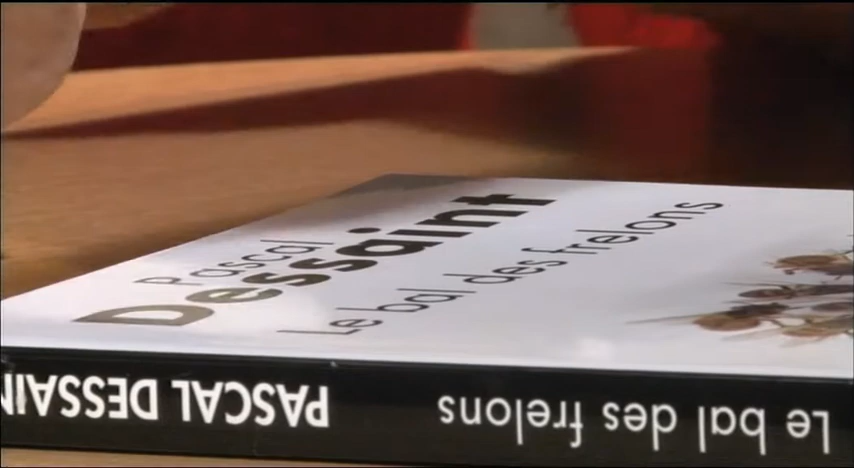 Pascal
Dessaint
Le bal des frelons
Le bal des frelons PASCAL DESSAIN